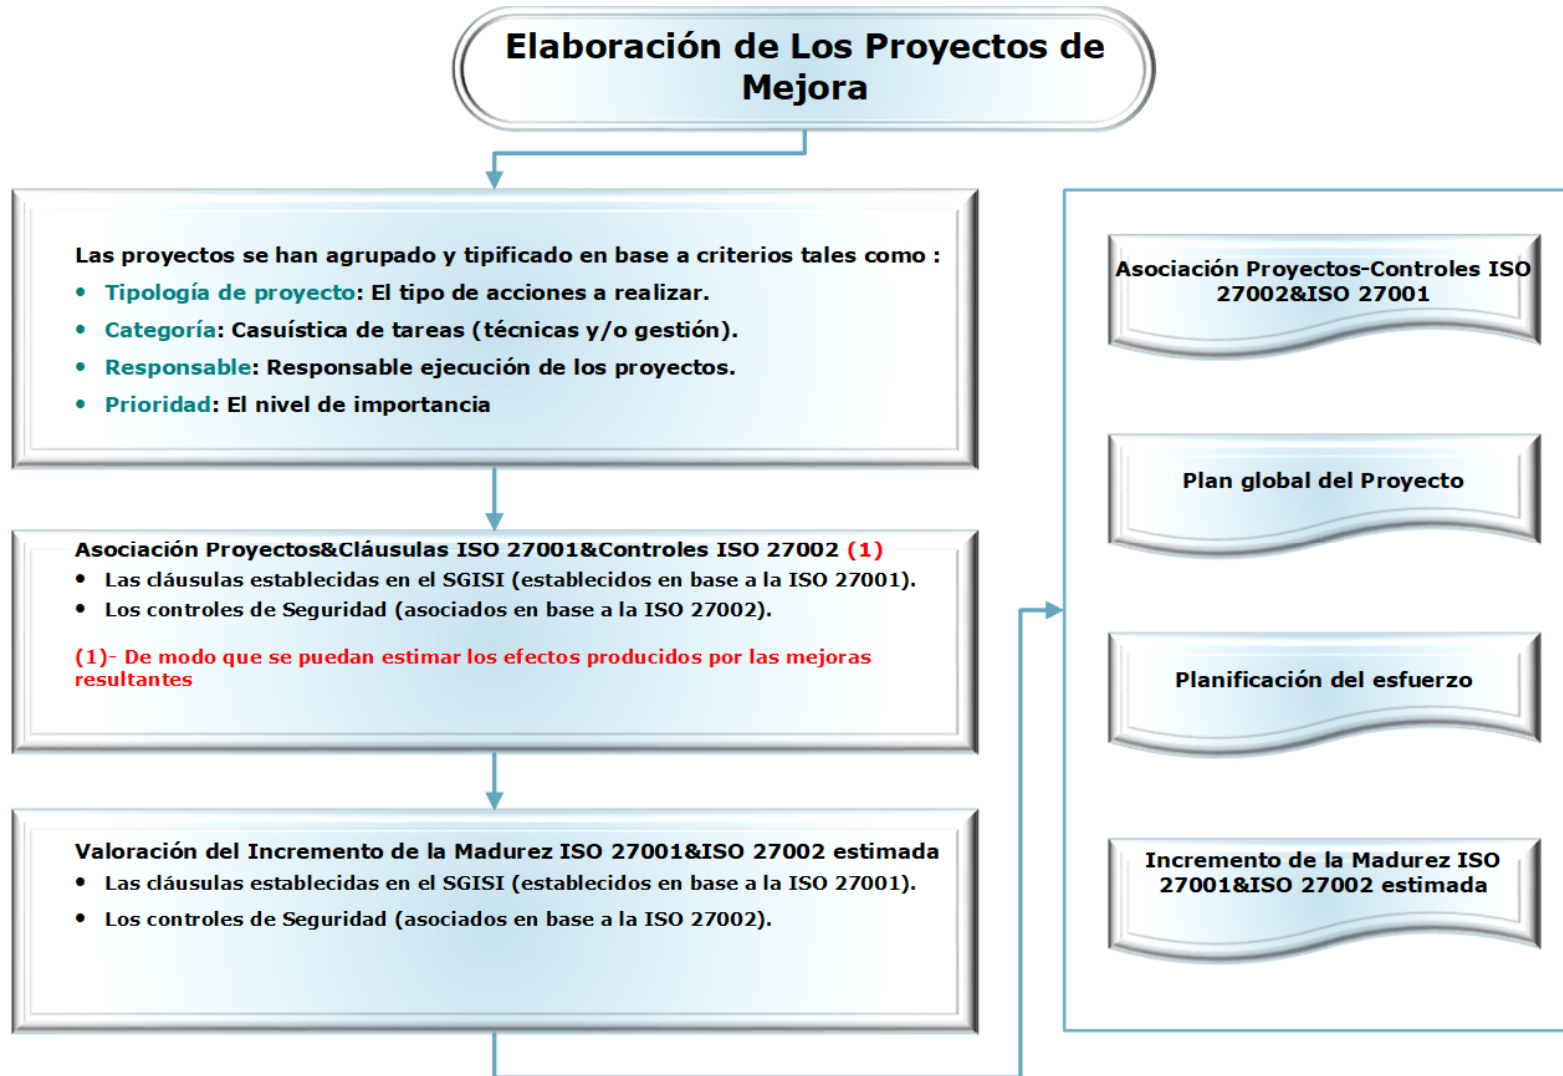 Elaboración de Los Proyectos de
Mejora
Las proyectos se han agrupado y tipificado en base a criterios tales como :
• Tipología de proyecto: El tipo de acciones a realizar.
• Categoría: Casuística de tareas (técnicas y/o gestión).
• Responsable: Responsable ejecución de los proyectos.
• Prioridad: El nivel de importancia
Asociación Proyectos&Cláusulas ISO 27001&Controles ISO 27002 (1)
• Las cláusulas establecidas en el SGISI (establecidos en base a la ISO 27001).
• Los controles de Seguridad (asociados en base a la ISO 27002).
(1)- De modo que se puedan estimar los efectos producidos por las mejoras
resultantes
Valoración del Incremento de la Madurez ISO 27001&ISO 27002 estimada
• Las cláusulas establecidas en el SGISI (establecidos en base a la ISO 27001).
• Los controles de Seguridad (asociados en base a la ISO 27002).
Asociación Proyectos-Controles ISO
27002&ISO 27001
Plan global del Proyecto
Planificación del esfuerzo
Incremento de la Madurez ISO
27001&ISO 27002 estimada